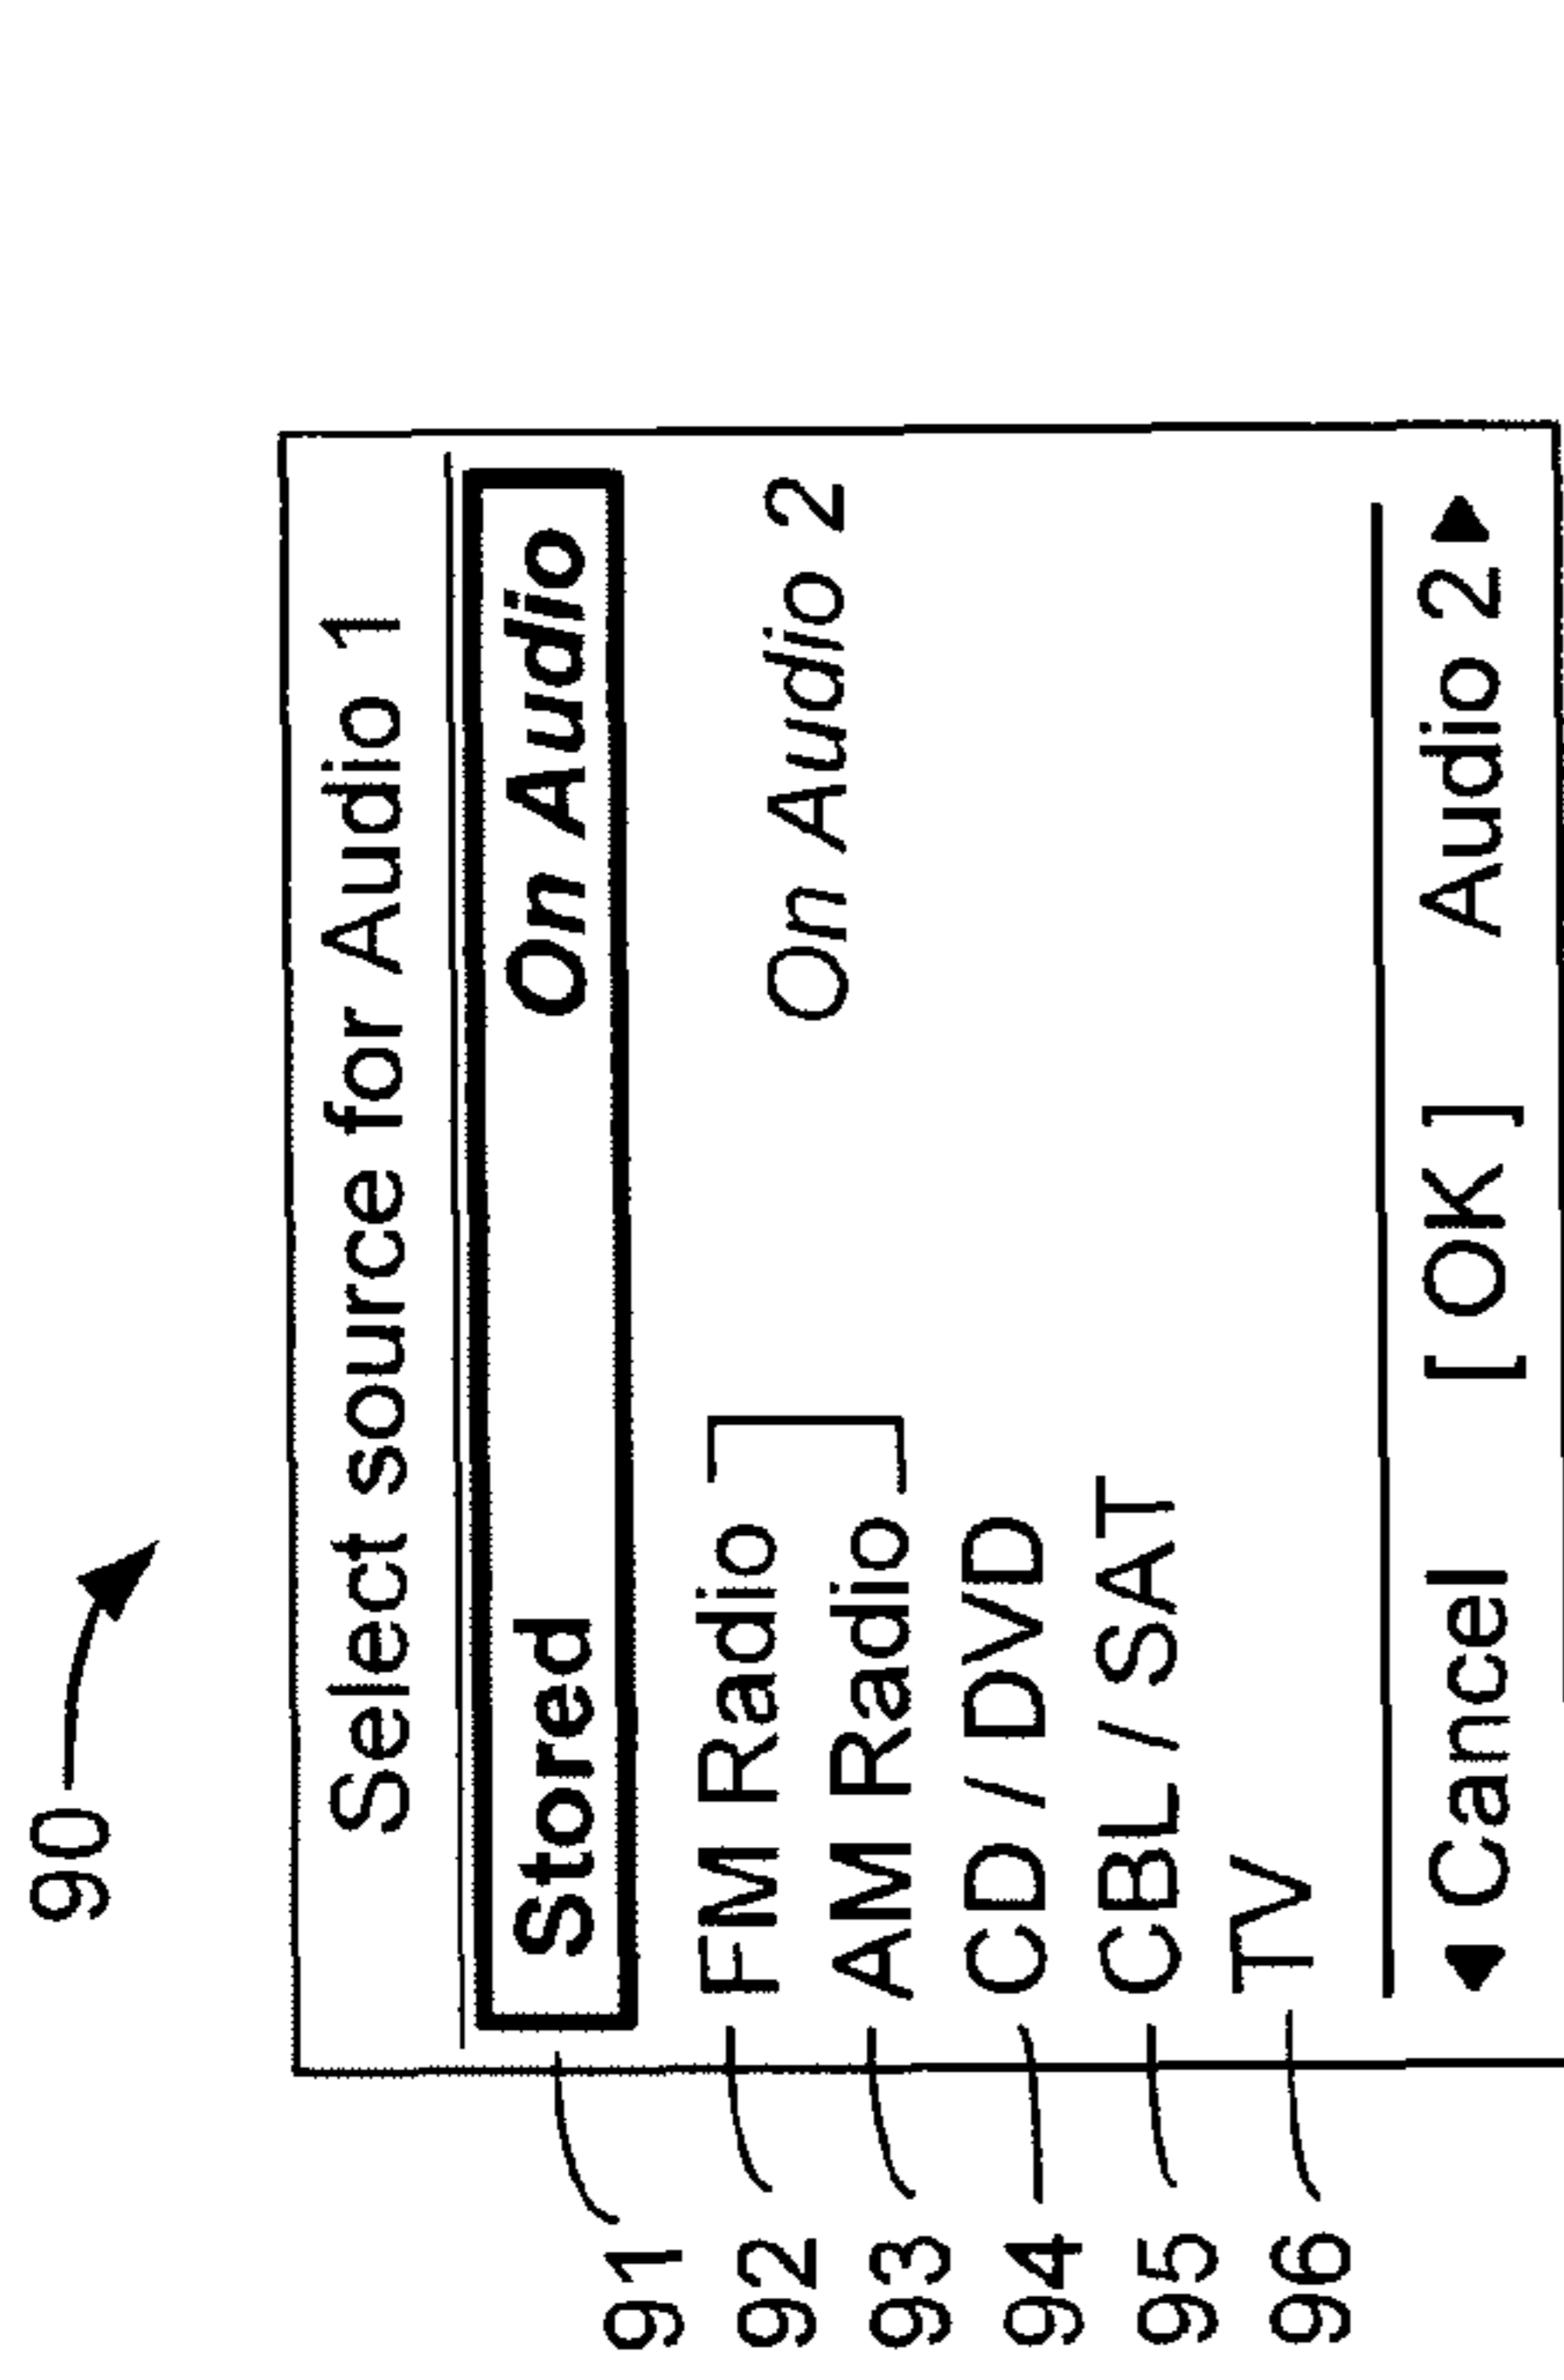 90
Select source for Audio 1
91 Stored On Audio
92 FM Radio
On Audio 2
93 AM Radio
94 CD / DVD
95 CBL / SAT
96 TV
◀ Cancel [ OK ] Audio 2 ▶